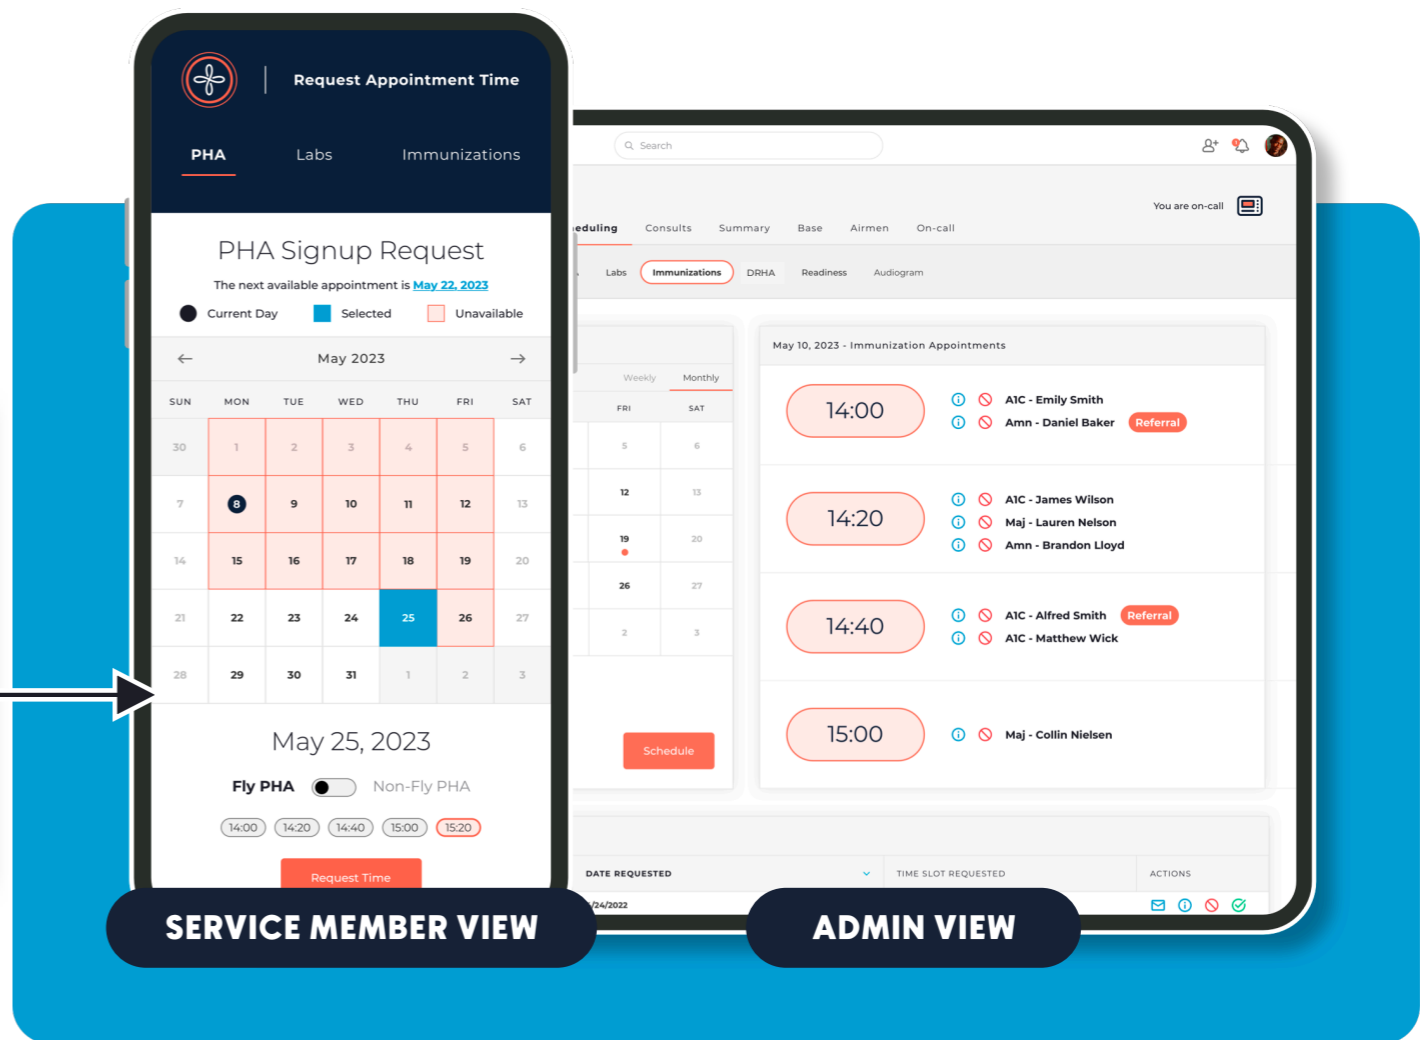 Request Appointment Time
PHA Labs Immunizations
PHA Signup Request
The next available appointment is May 22, 2023
Current Day Selected Unavailable
May 2023
SUN MON TUE WED THU FRI SAT
30 1 2 3 4 5 6
7 8 9 10 11 12 13
14 15 16 17 18 19 20
21 22 23 24 25 26 27
28 29 30 31 1 2 3
May 25, 2023
Fly PHA Non-Fly PHA
14:00 14:20 14:40 15:00 15:20
Request Time
SERVICE MEMBER VIEW
Search
You are on-call
eduling Consults Summary Base Airmen On-call
Labs Immunizations DRHA Readiness Audiogram
Weekly Monthly
FRI SAT
5 6
12 13
19 20
26 27
2 3
Schedule
May 10, 2023 - Immunization Appointments
14:00
A1C - Emily Smith
Amn - Daniel Baker Referral
14:20
A1C - James Wilson
Maj - Lauren Nelson
Amn - Brandon Lloyd
14:40
A1C - Alfred Smith Referral
A1C - Matthew Wick
15:00
Maj - Collin Nielsen
DATE REQUESTED TIME SLOT REQUESTED ACTIONS
/24/2022
ADMIN VIEW